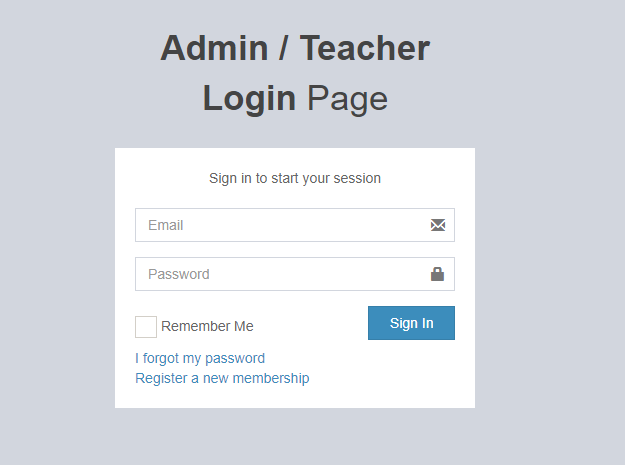 Admin / Teacher
Login Page
Sign in to start your session
Email
Password
Remember Me
Sign In
I forgot my password
Register a new membership